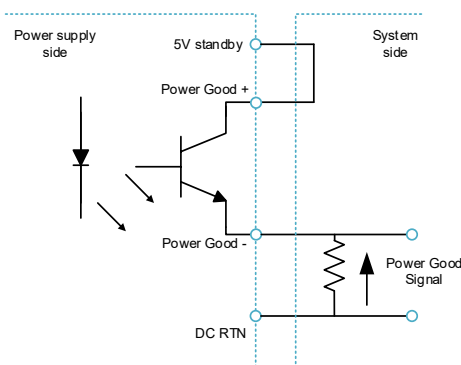 Power supply
side
5V standby
System
side
Power Good +
Power Good -
Power Good
Signal
DC RTN